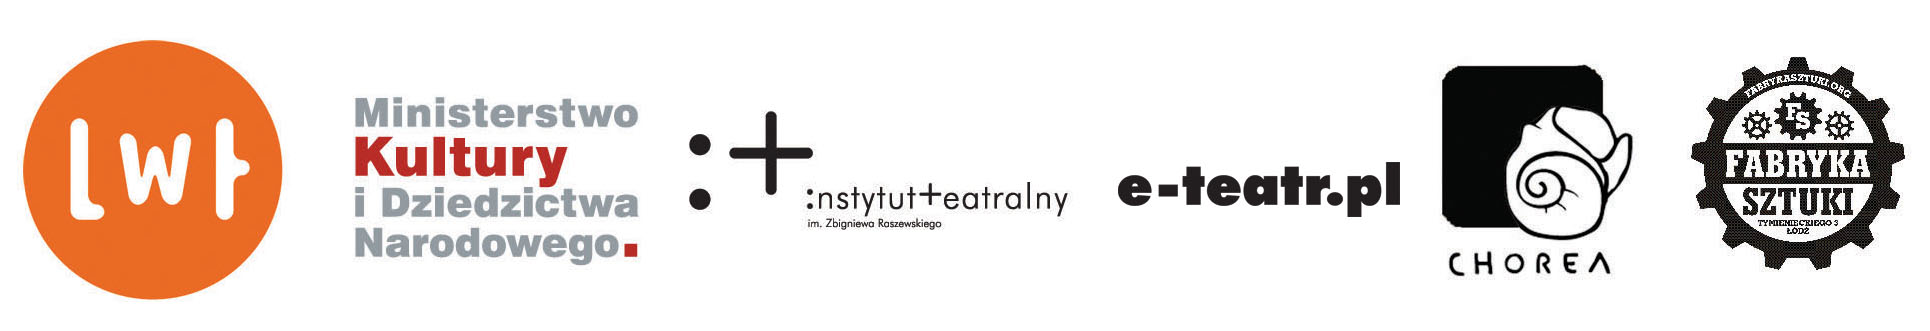 lwt
Ministerstwo
Kultury
i Dziedzictwa
Narodowego.
:+
:nstytut+eatralny
im. Zbigniewa Raszewskiego
e-teatr.pl
CHOREA
FABRYKASZTUKI.ORG
FS
FABRYKA
SZTUKI
TYMIENIECKIEGO 3
ŁÓDŹ